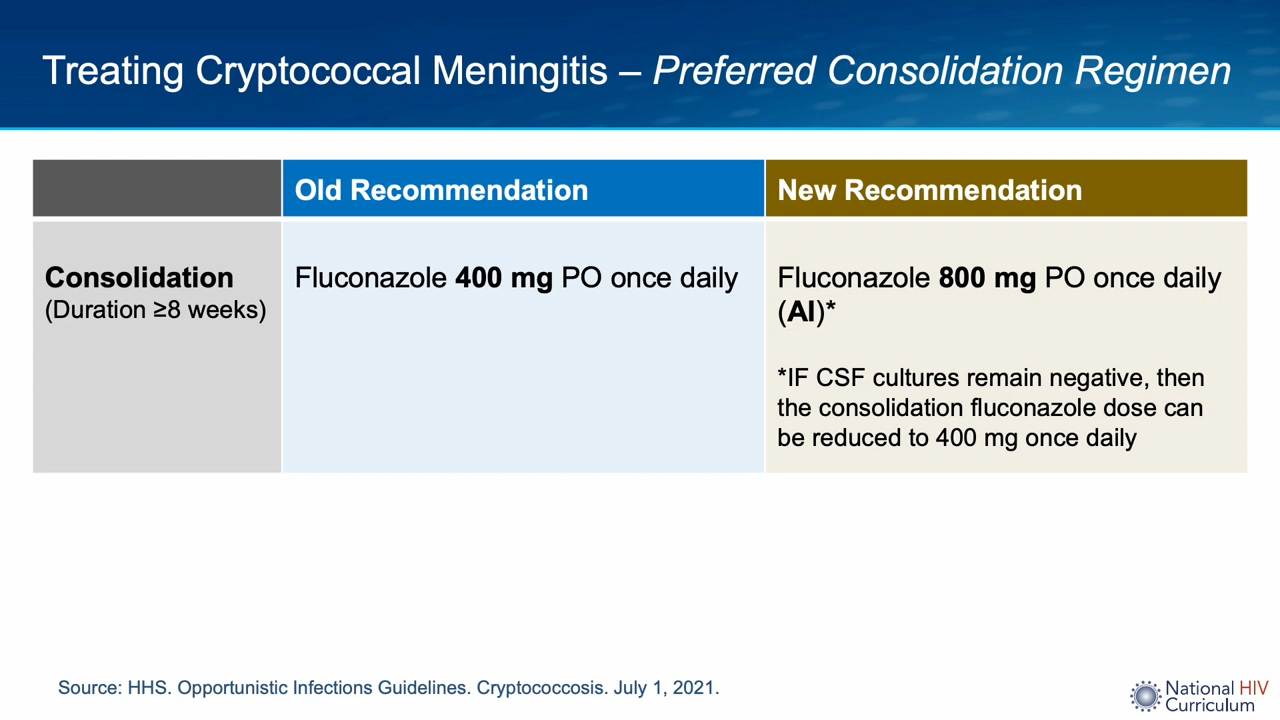 Treating Cryptococcal Meningitis – Preferred Consolidation Regimen
Old Recommendation
New Recommendation
Consolidation
(Duration ≥8 weeks)
Fluconazole 400 mg PO once daily
Fluconazole 800 mg PO once daily
(AI)*
*IF CSF cultures remain negative, then
the consolidation fluconazole dose can
be reduced to 400 mg once daily
Source: HHS. Opportunistic Infections Guidelines. Cryptococcosis. July 1, 2021.
National HIV
Curriculum